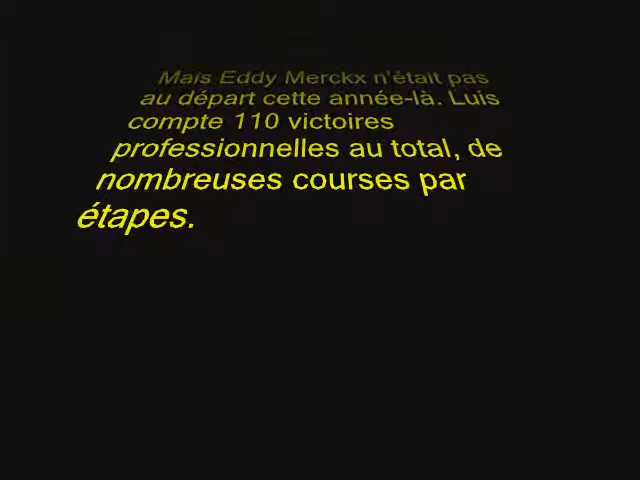 Mais Eddy Merckx n'était pas
au départ cette année-là. Luis
compte 110 victoires
professionnelles au total, de
nombreuses courses par
étapes.